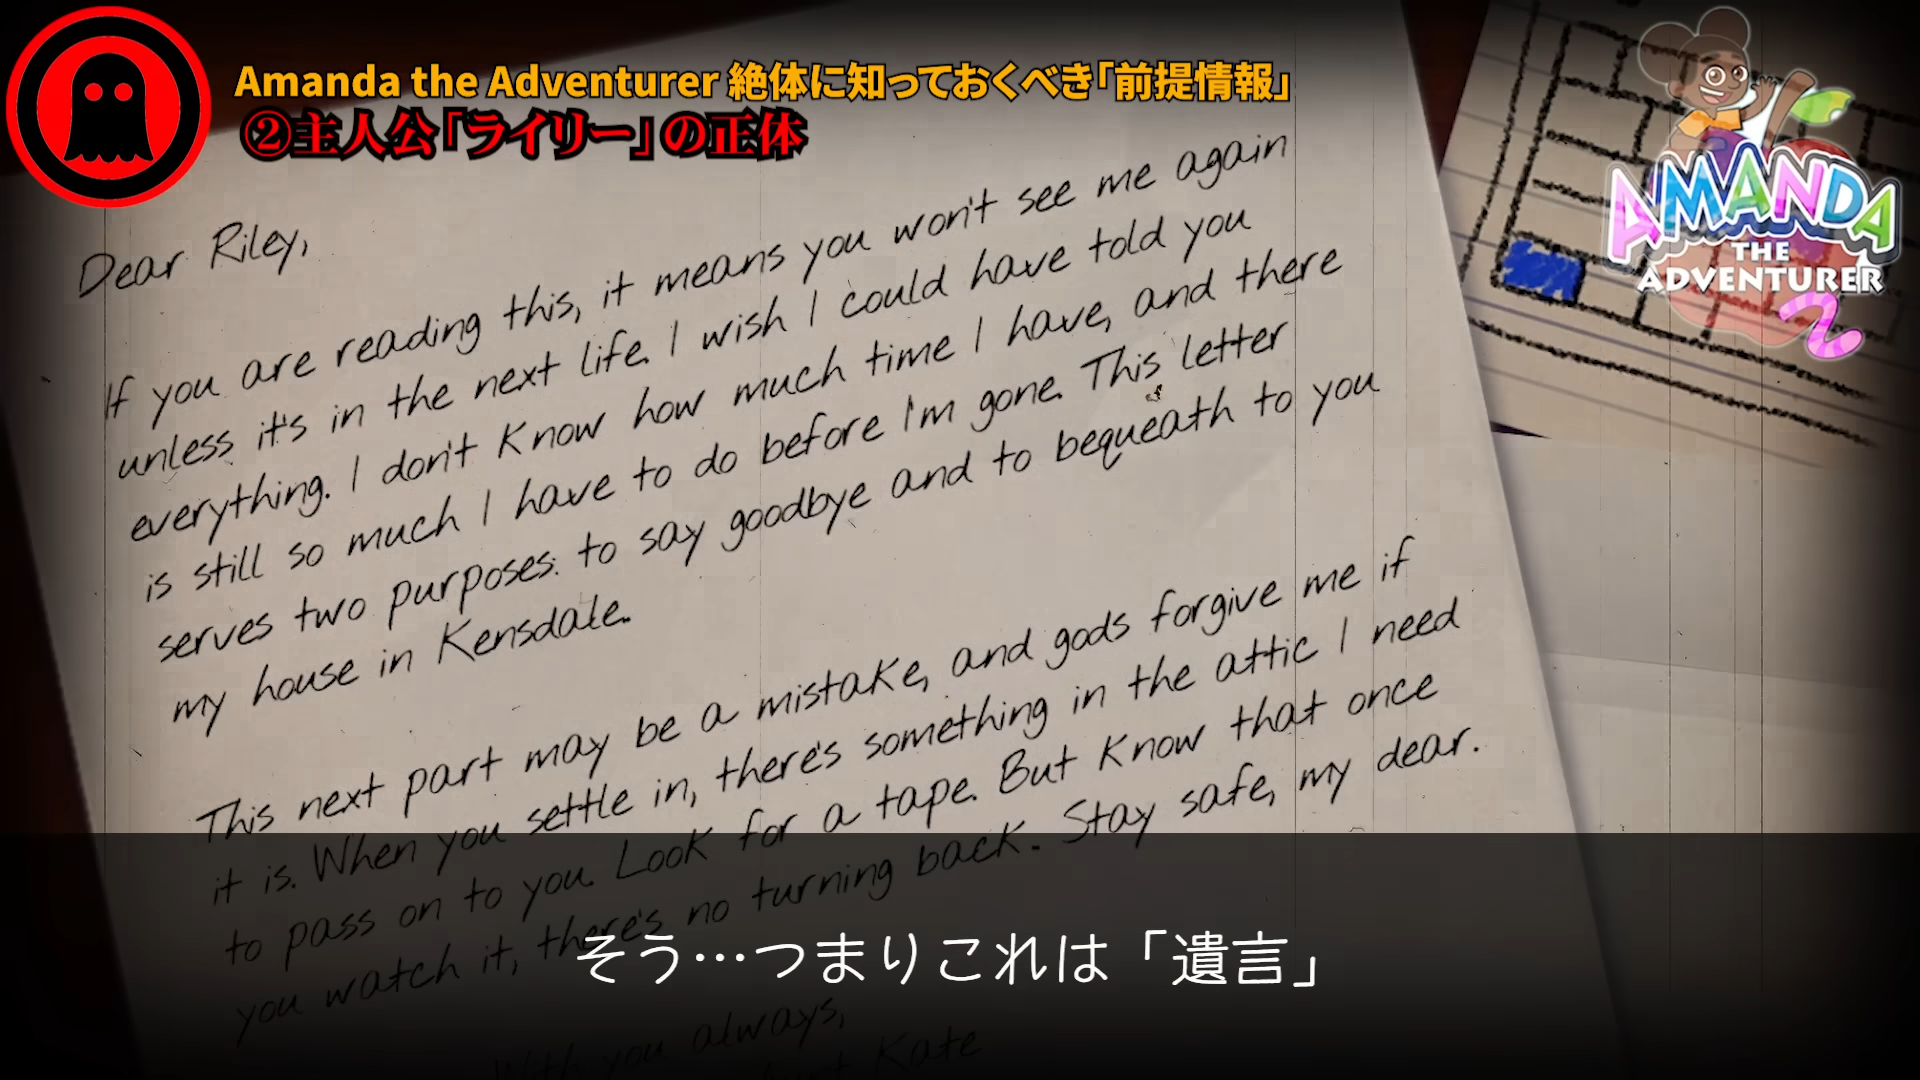 Amanda the Adventurer 絶体に知っておくべき「前提情報」
②主人公「ライリー」の正体
AMANDA
THE
ADVENTURER
2
Dear Riley,
If you are reading this, it means you won't see me again
unless it's in the next life. I wish I could have told you
everything. I don't know how much time I have, and there
is still so much I have to do before I'm gone. This letter
serves two purposes: to say goodbye and to bequeath to you
my house in Kensdale.
This next part may be a mistake, and gods forgive me if
it is. When you settle in, there's something in the attic I need
to pass on to you. Look for a tape. But know that once
you watch it, there's no turning back. Stay safe, my dear.
With you always,
Aunt Kate
そう…つまりこれは「遺言」